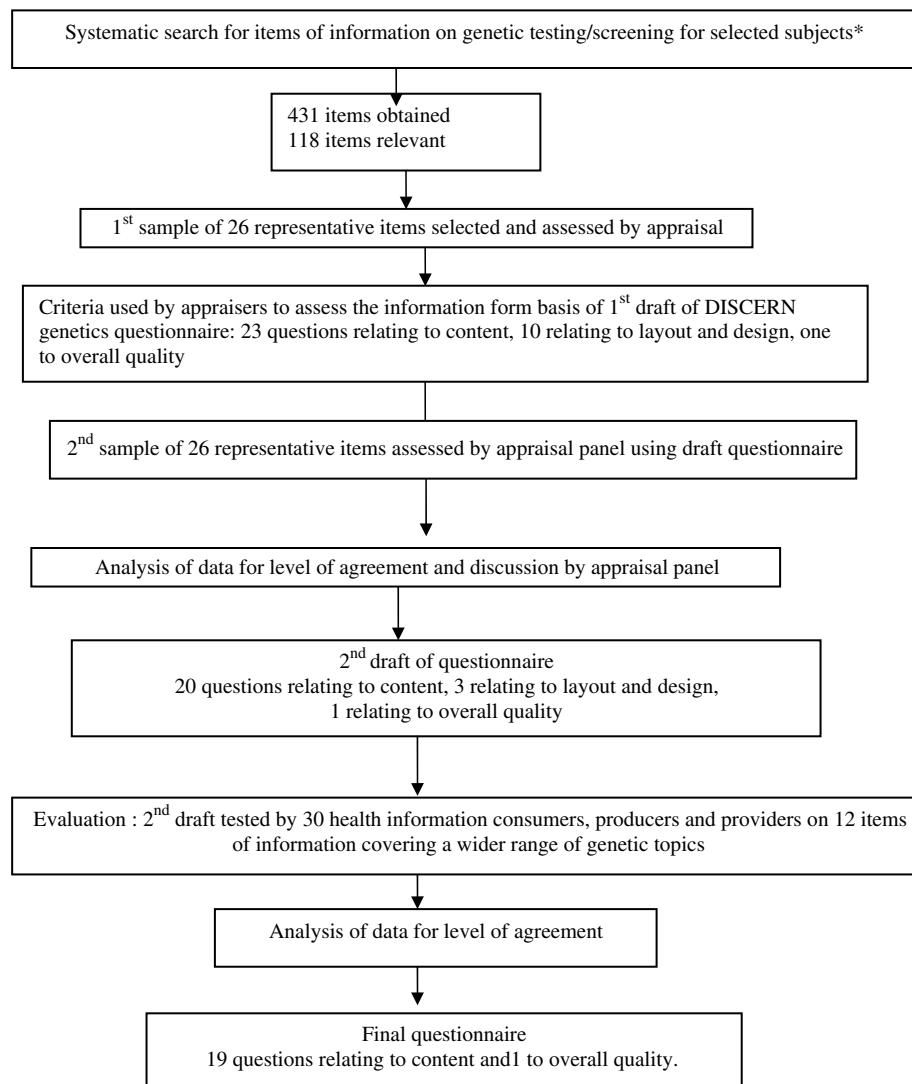 Systematic search for items of information on genetic testing/screening for selected subjects*
431 items obtained
118 items relevant
1st sample of 26 representative items selected and assessed by appraisal
Criteria used by appraisers to assess the information form basis of 1st draft of DISCERN
genetics questionnaire: 23 questions relating to content, 10 relating to layout and design, one
to overall quality
2nd sample of 26 representative items assessed by appraisal panel using draft questionnaire
Analysis of data for level of agreement and discussion by appraisal panel
2nd draft of questionnaire
20 questions relating to content, 3 relating to layout and design,
1 relating to overall quality
Evaluation : 2nd draft tested by 30 health information consumers, producers and providers on 12 items
of information covering a wider range of genetic topics
Analysis of data for level of agreement
Final questionnaire
19 questions relating to content and1 to overall quality.